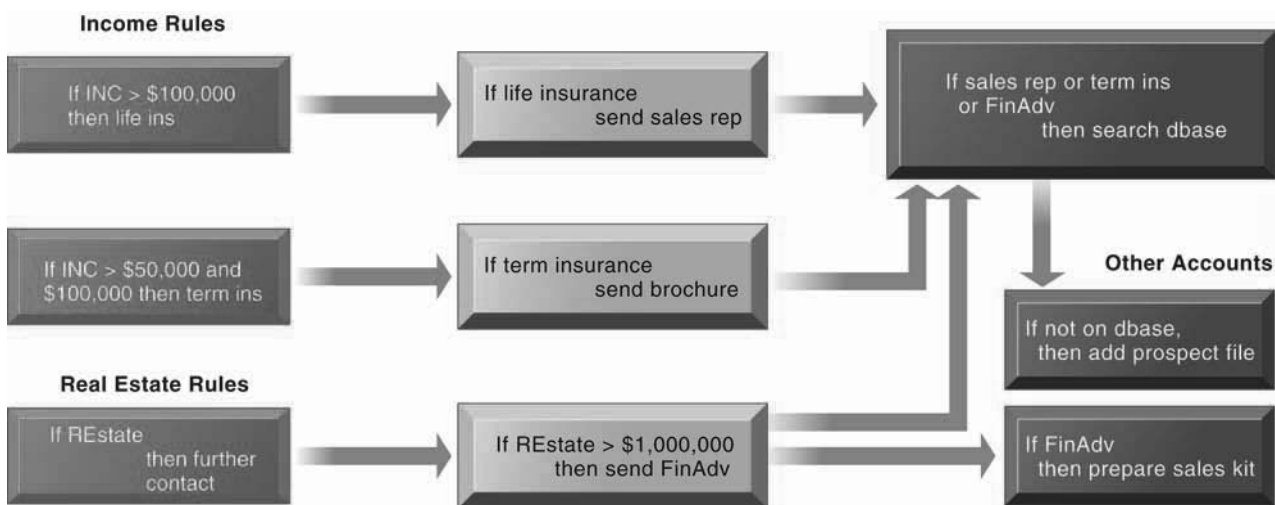 Income Rules
If INC > $100,000
then life ins
If life insurance
send sales rep
If sales rep or term ins
or FinAdv
then search dbase
If INC > $50,000 and
$100,000 then term ins
If term insurance
send brochure
Other Accounts
If not on dbase,
then add prospect file
Real Estate Rules
If REstate
then further
contact
If REstate > $1,000,000
then send FinAdv
If FinAdv
then prepare sales kit